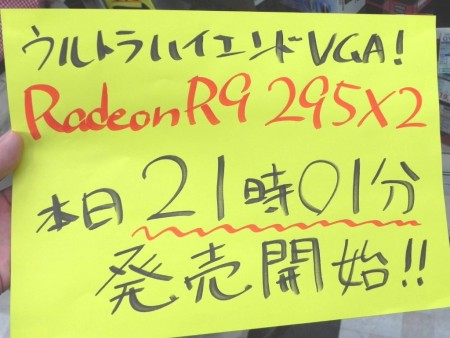 ウルトラハイエンドVGA!
RadeonR9 295X2
本日21時01分
発売開始!!